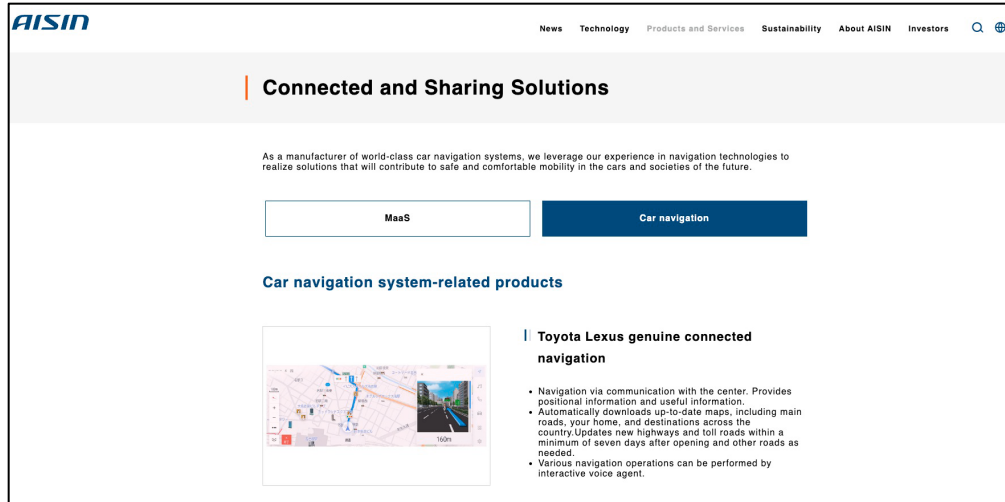 AISIN
News Technology Products and Services Sustainability About AISIN Investors
Connected and Sharing Solutions
As a manufacturer of world-class car navigation systems, we leverage our experience in navigation technologies to
realize solutions that will contribute to safe and comfortable mobility in the cars and societies of the future.
MaaS
Car navigation
Car navigation system-related products
160m
Toyota Lexus genuine connected
navigation
• Navigation via communication with the center. Provides
positional information and useful information.
• Automatically downloads up-to-date maps, including main
roads, your home, and destinations across the
country.Updates new highways and toll roads within a
minimum of seven days after opening and other roads as
needed.
• Various navigation operations can be performed by
interactive voice agent.